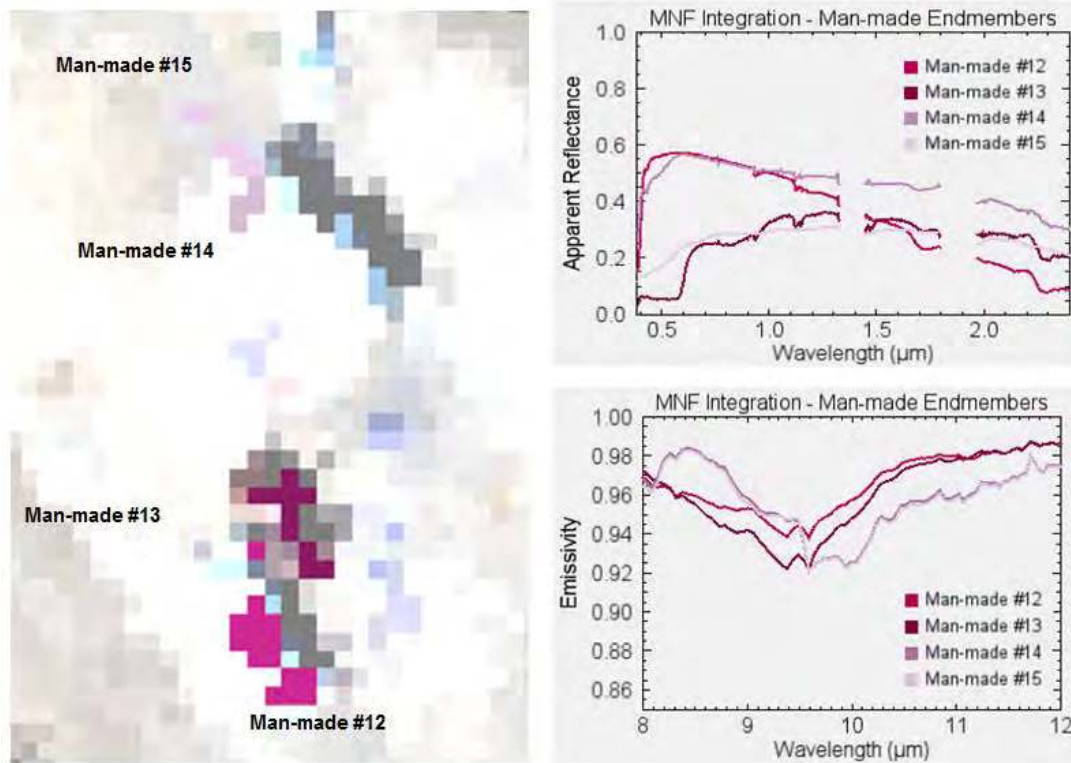 Man-made #15
Man-made #14
Man-made #13
Man-made #12
MNF Integration - Man-made Endmembers
Apparent Reflectance
1.0
0.8
0.6
0.4
0.2
0.0
Man-made #12
Man-made #13
Man-made #14
Man-made #15
0.5 1.0 1.5 2.0
Wavelength (µm)
MNF Integration - Man-made Endmembers
Emissivity
1.00
0.98
0.96
0.94
0.92
0.90
0.88
0.86
Man-made #12
Man-made #13
Man-made #14
Man-made #15
8 9 10 11 12
Wavelength (µm)